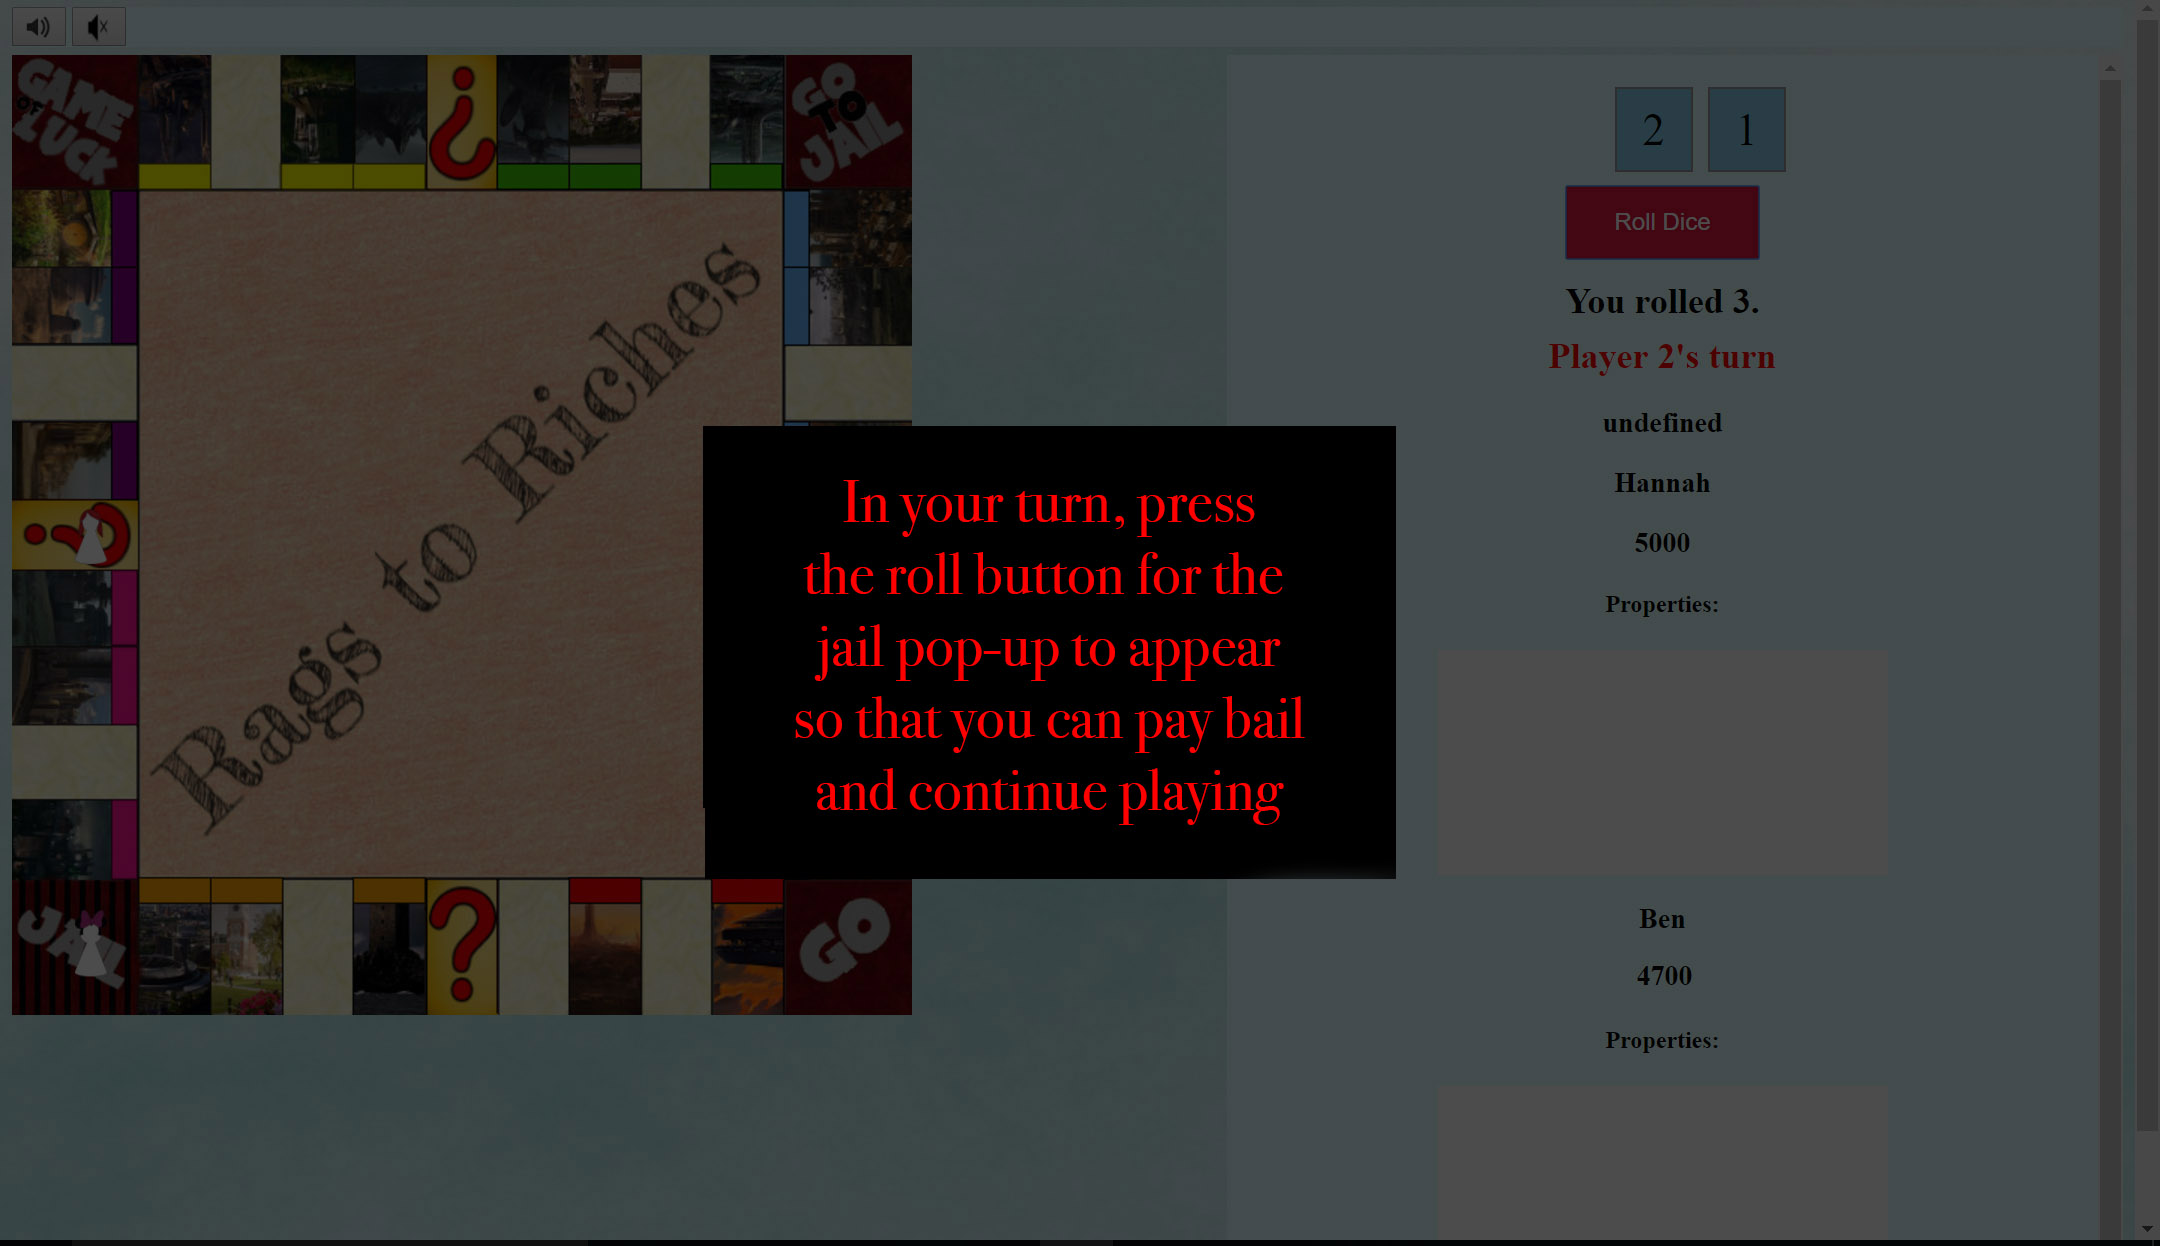 GAME
OF
LUCK
?
GO
TO
JAIL
Rags to Riches
?
JAIL
?
GO
2 1
Roll Dice
You rolled 3.
Player 2's turn
undefined
Hannah
5000
Properties:
Ben
4700
Properties:
In your turn, press
the roll button for the
jail pop-up to appear
so that you can pay bail
and continue playing